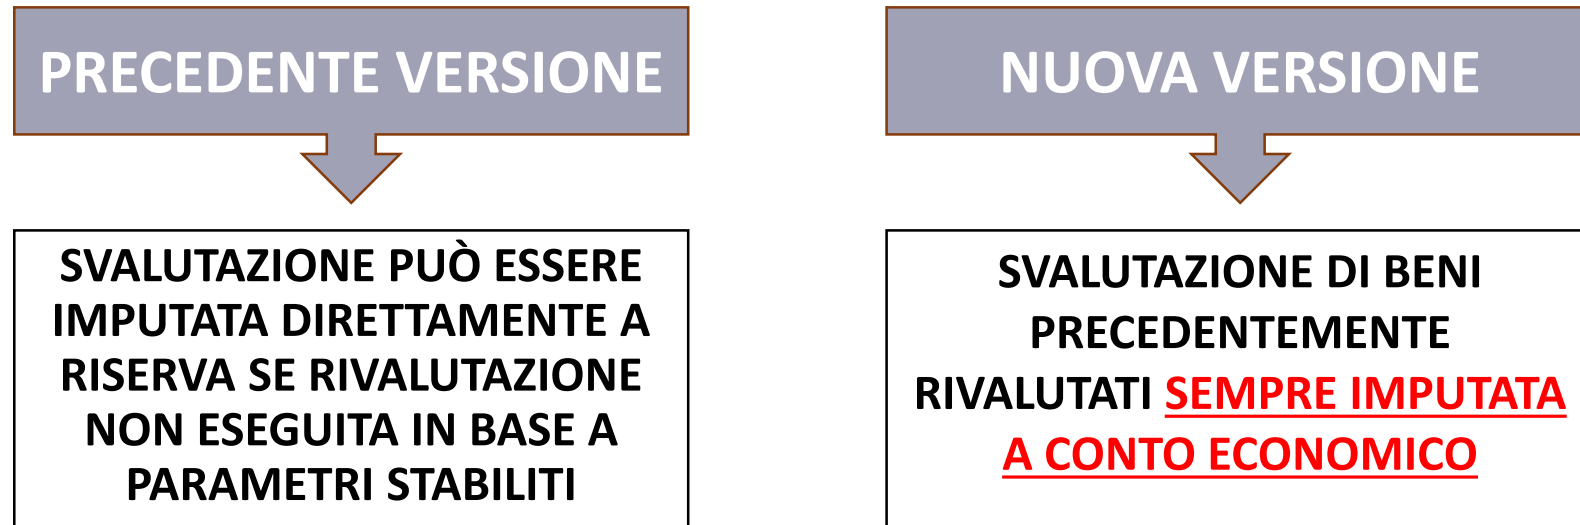 PRECEDENTE VERSIONE
SVALUTAZIONE PUÒ ESSERE
IMPUTATA DIRETTAMENTE A
RISERVA SE RIVALUTAZIONE
NON ESEGUITA IN BASE A
PARAMETRI STABILITI
NUOVA VERSIONE
SVALUTAZIONE DI BENI
PRECEDENTEMENTE
RIVALUTATI SEMPRE IMPUTATA
A CONTO ECONOMICO